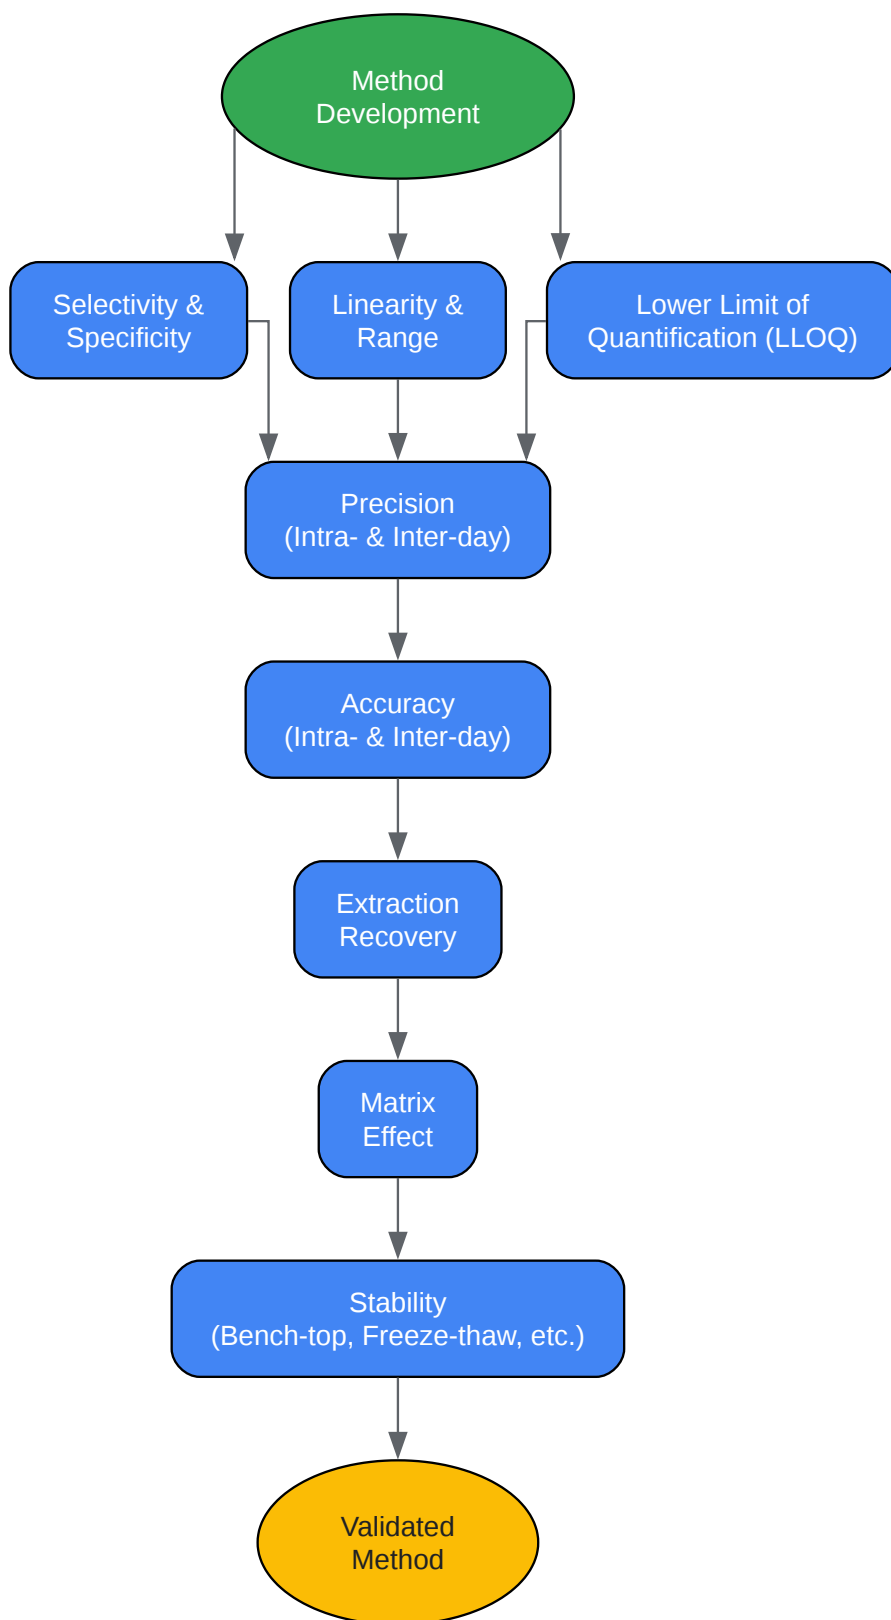 Method
Development
Selectivity &
Specificity
Linearity &
Range
Lower Limit of
Quantification (LLOQ)
Precision
(Intra- & Inter-day)
Accuracy
(Intra- & Inter-day)
Extraction
Recovery
Matrix
Effect
Stability
(Bench-top, Freeze-thaw, etc.)
Validated
Method